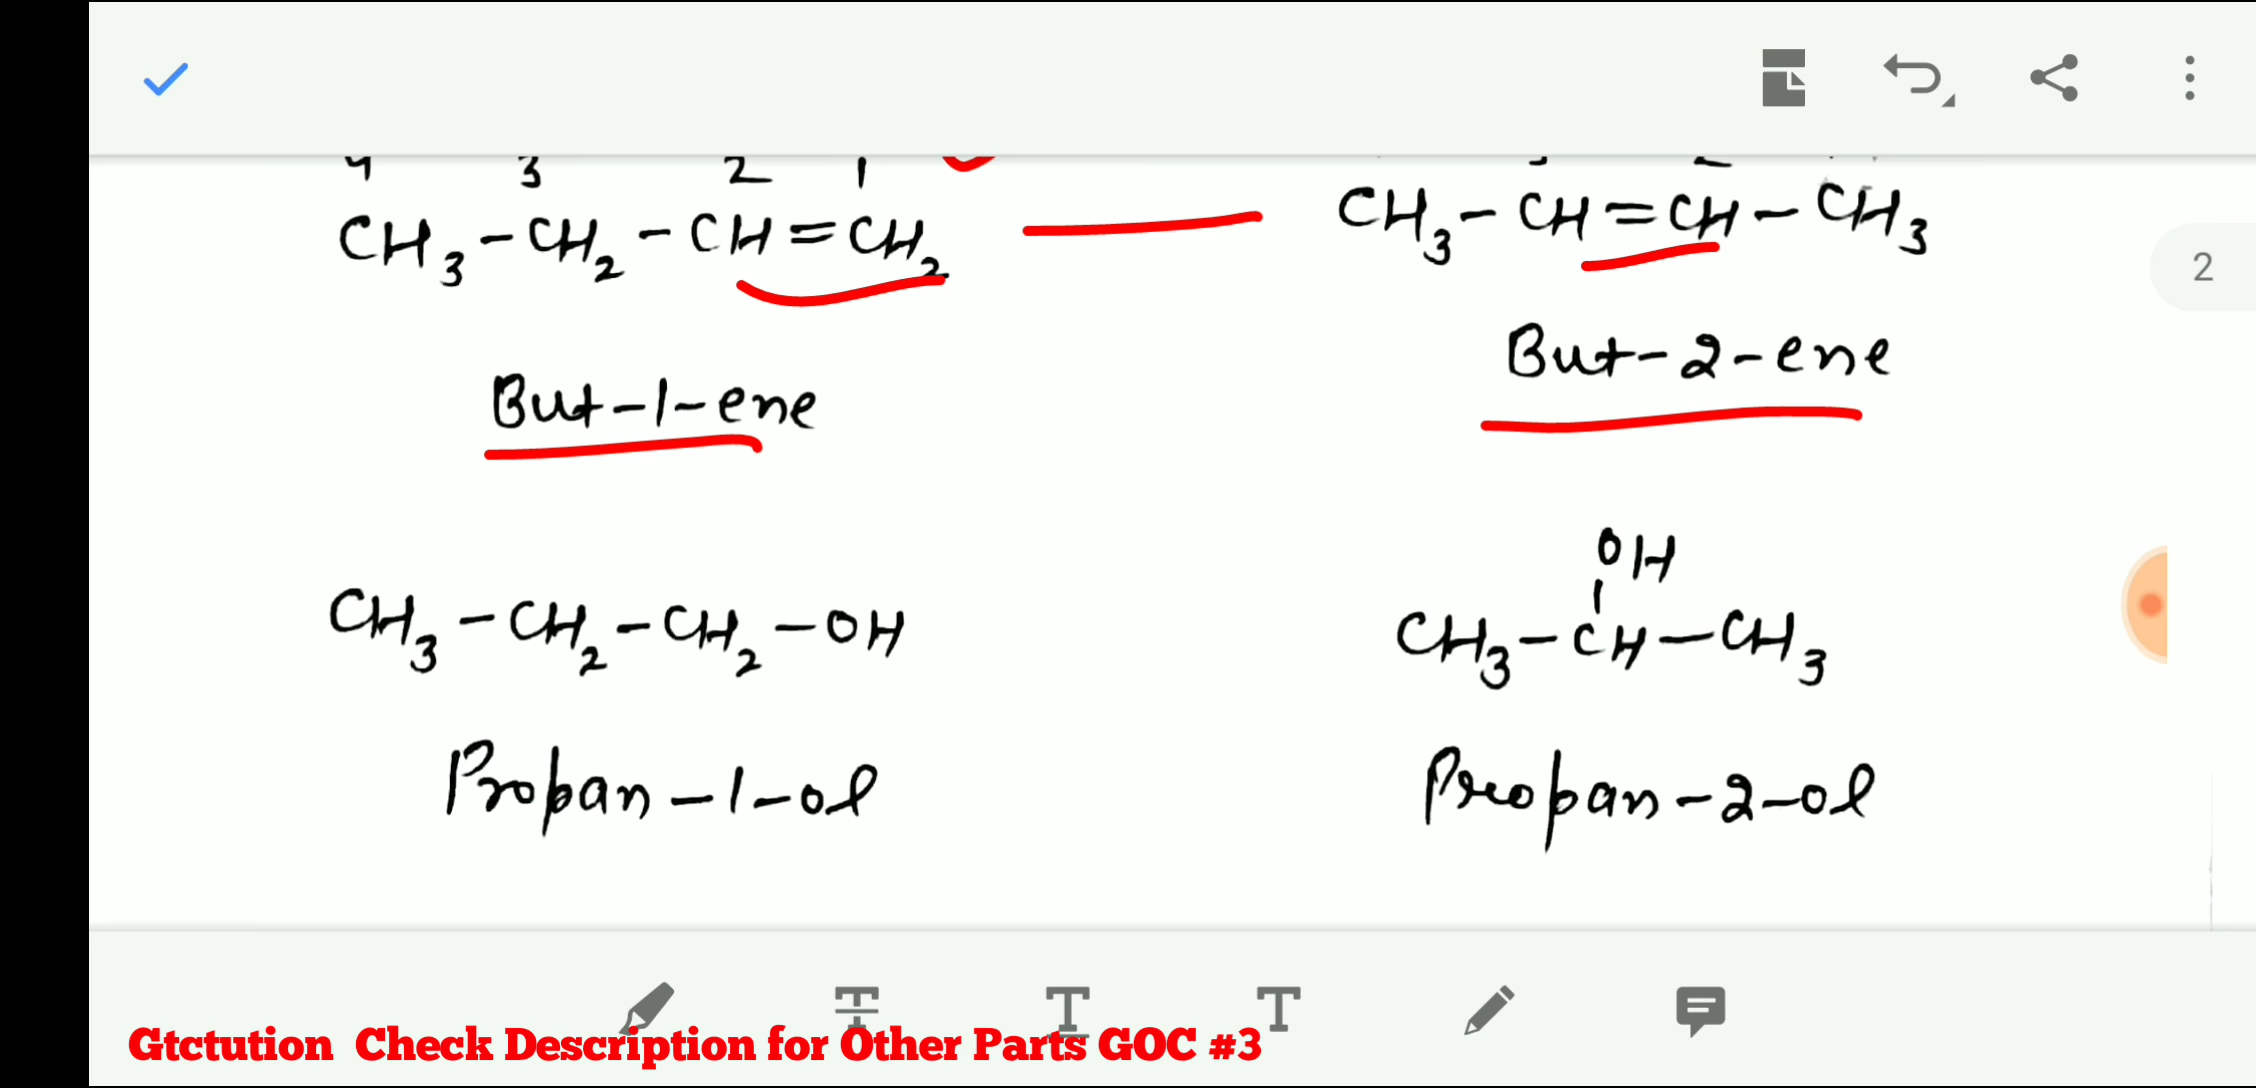 4 3 2 1
CH₃-CH₂-CH=CH₂
CH₃-CH=CH-CH₃
2
But-1-ene
But-2-ene
OH
CH₃-CH₂-CH₂-OH
CH₃-CH-CH₃
Propan-1-ol
Propan-2-ol
Gtctution Check Description for Other Parts GOC #3